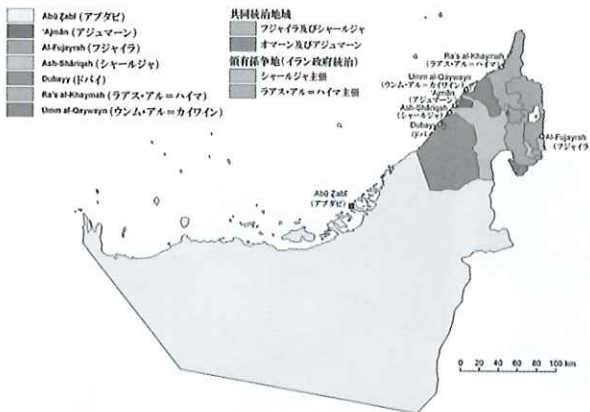 Abū Ẓabī (アブダビ)
'Ajmān (アジュマーン)
Al-Fujayrah (フジャイラ)
Ash-Shāriqah (シャールジャ)
Dubayy (ドバイ)
Ra's al-Khaymah (ラアス・アル＝ハイマ)
Umm al-Qaywayn (ウンム・アル＝カイワイン)
共同統治地域
フジャイラ及びシャールジャ
オマーン及びアジュマーン
領有係争地（イラン政府統治）
シャールジャ主張
ラアス・アル＝ハイマ主張
Ra's al-Khaymah
(ラアス・アル＝ハイマ)
Umm al-Qaywayn
(ウンム・アル＝カイワイン)
'Ajmān
(アジュマーン)
Ash-Shāriqah
(シャールジャ)
Dubayy
(ドバイ)
Al-Fujayrah
(フジャイラ)
Abū Ẓabī
(アブダビ)
0 20 40 60 80 100 km